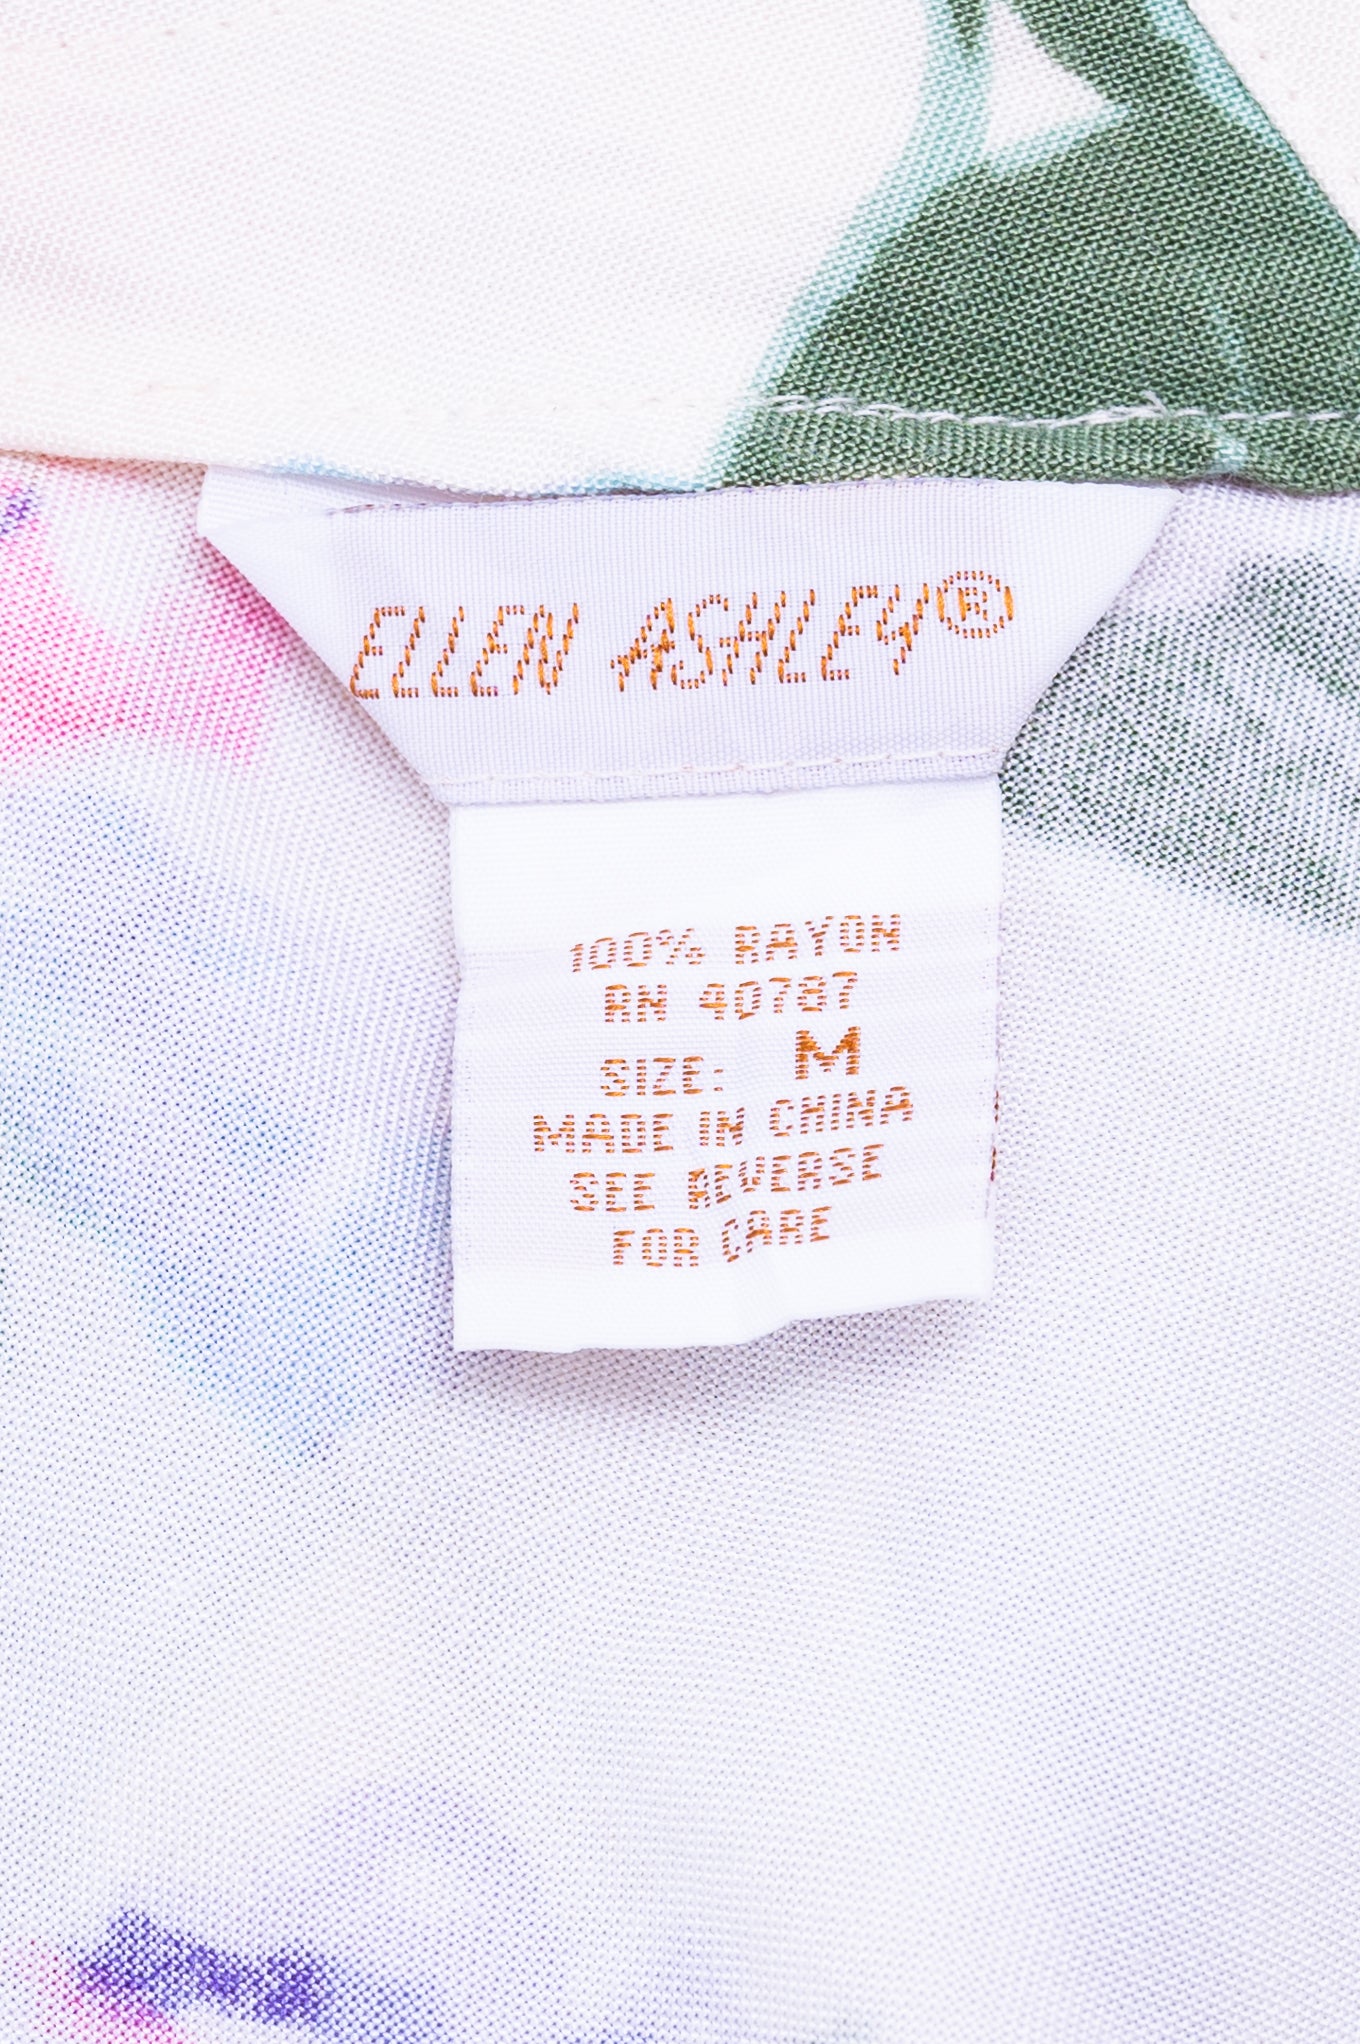 ELLEN ASHLEY®
100% RAYON
RN 40787
SIZE: M
MADE IN CHINA
SEE REVERSE
FOR CARE